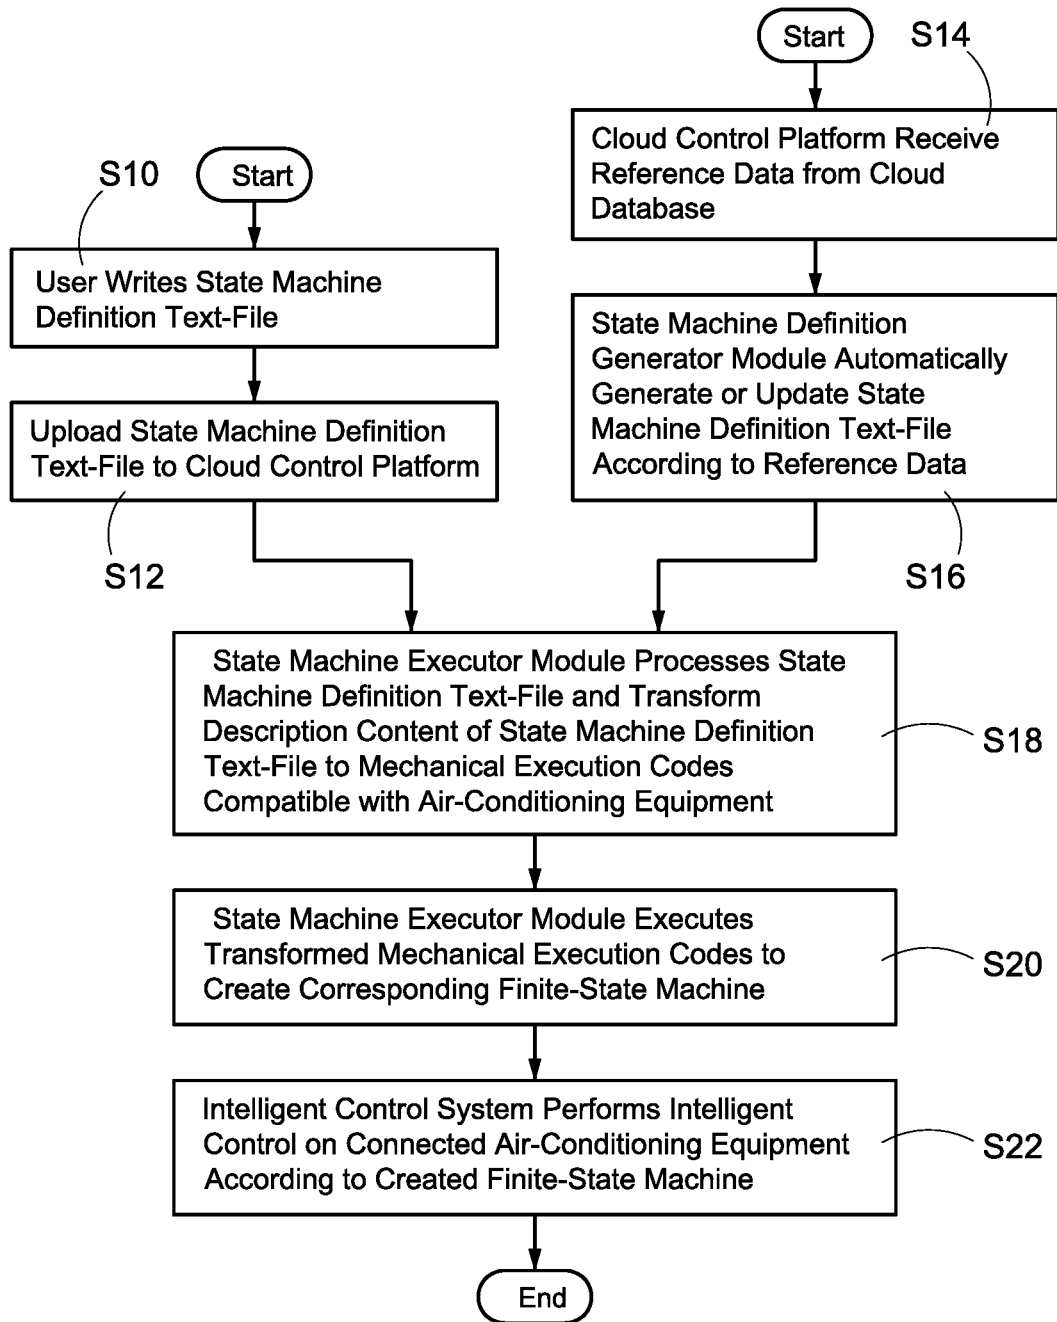 Start
S14
Cloud Control Platform Receive
Reference Data from Cloud
Database
S10
Start
User Writes State Machine
Definition Text-File
State Machine Definition
Generator Module Automatically
Generate or Update State
Machine Definition Text-File
According to Reference Data
Upload State Machine Definition
Text-File to Cloud Control Platform
S12
S16
State Machine Executor Module Processes State
Machine Definition Text-File and Transform
Description Content of State Machine Definition
Text-File to Mechanical Execution Codes
Compatible with Air-Conditioning Equipment
S18
State Machine Executor Module Executes
Transformed Mechanical Execution Codes to
Create Corresponding Finite-State Machine
S20
Intelligent Control System Performs Intelligent
Control on Connected Air-Conditioning Equipment
According to Created Finite-State Machine
S22
End